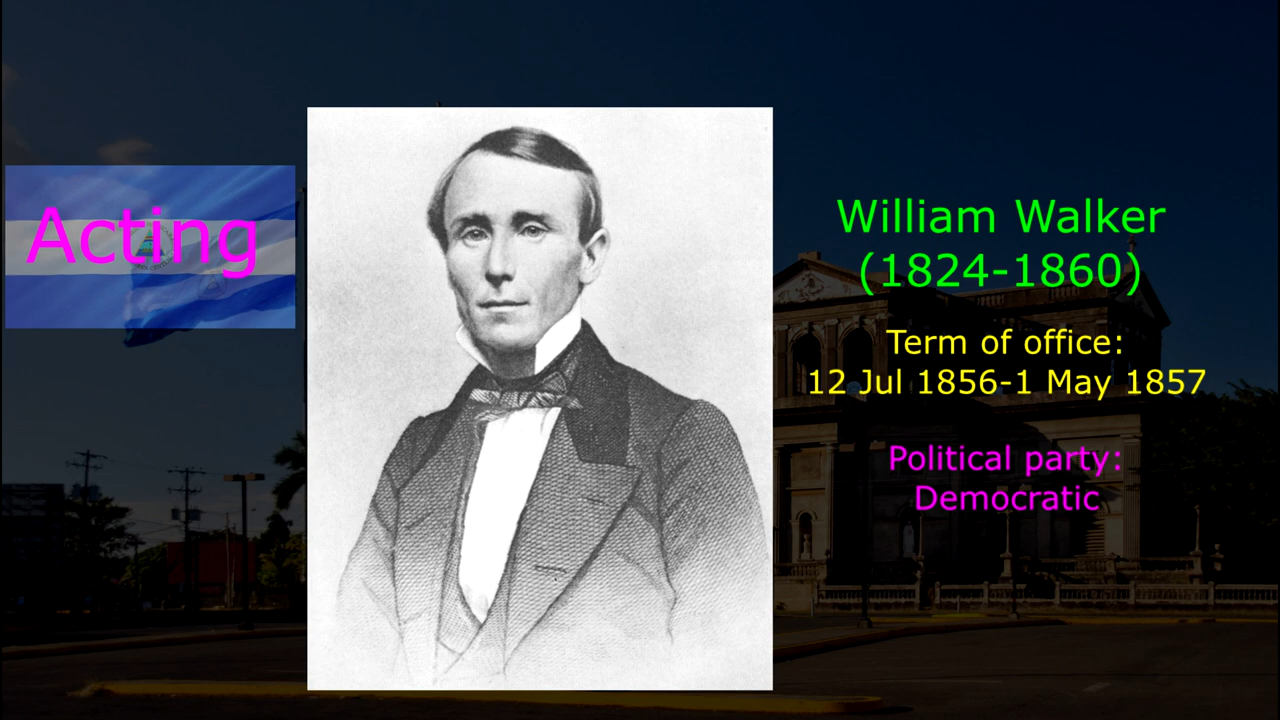 Acting
William Walker
(1824-1860)
Term of office:
12 Jul 1856-1 May 1857
Political party:
Democratic